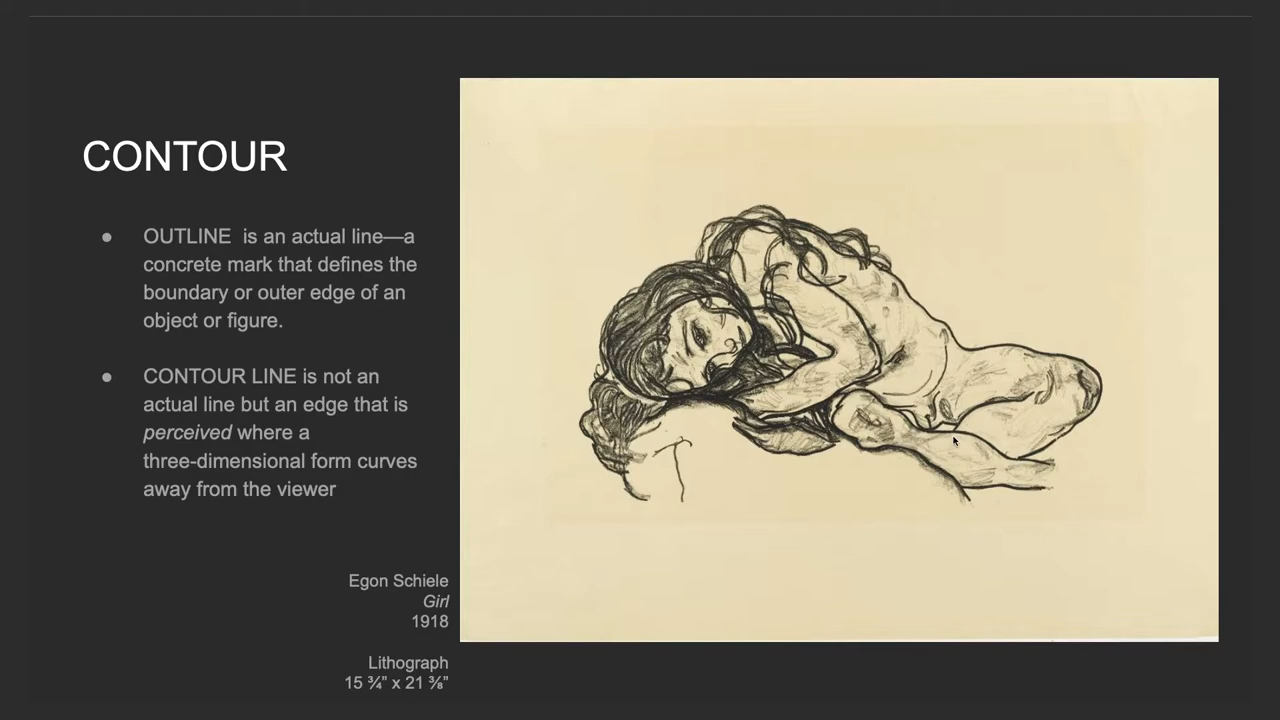 CONTOUR
● OUTLINE  is an actual line—a
concrete mark that defines the
boundary or outer edge of an
object or figure.
● CONTOUR LINE is not an
actual line but an edge that is
perceived where a
three-dimensional form curves
away from the viewer
Egon Schiele
Girl
1918
Lithograph
15 ¾” x 21 ⅜”